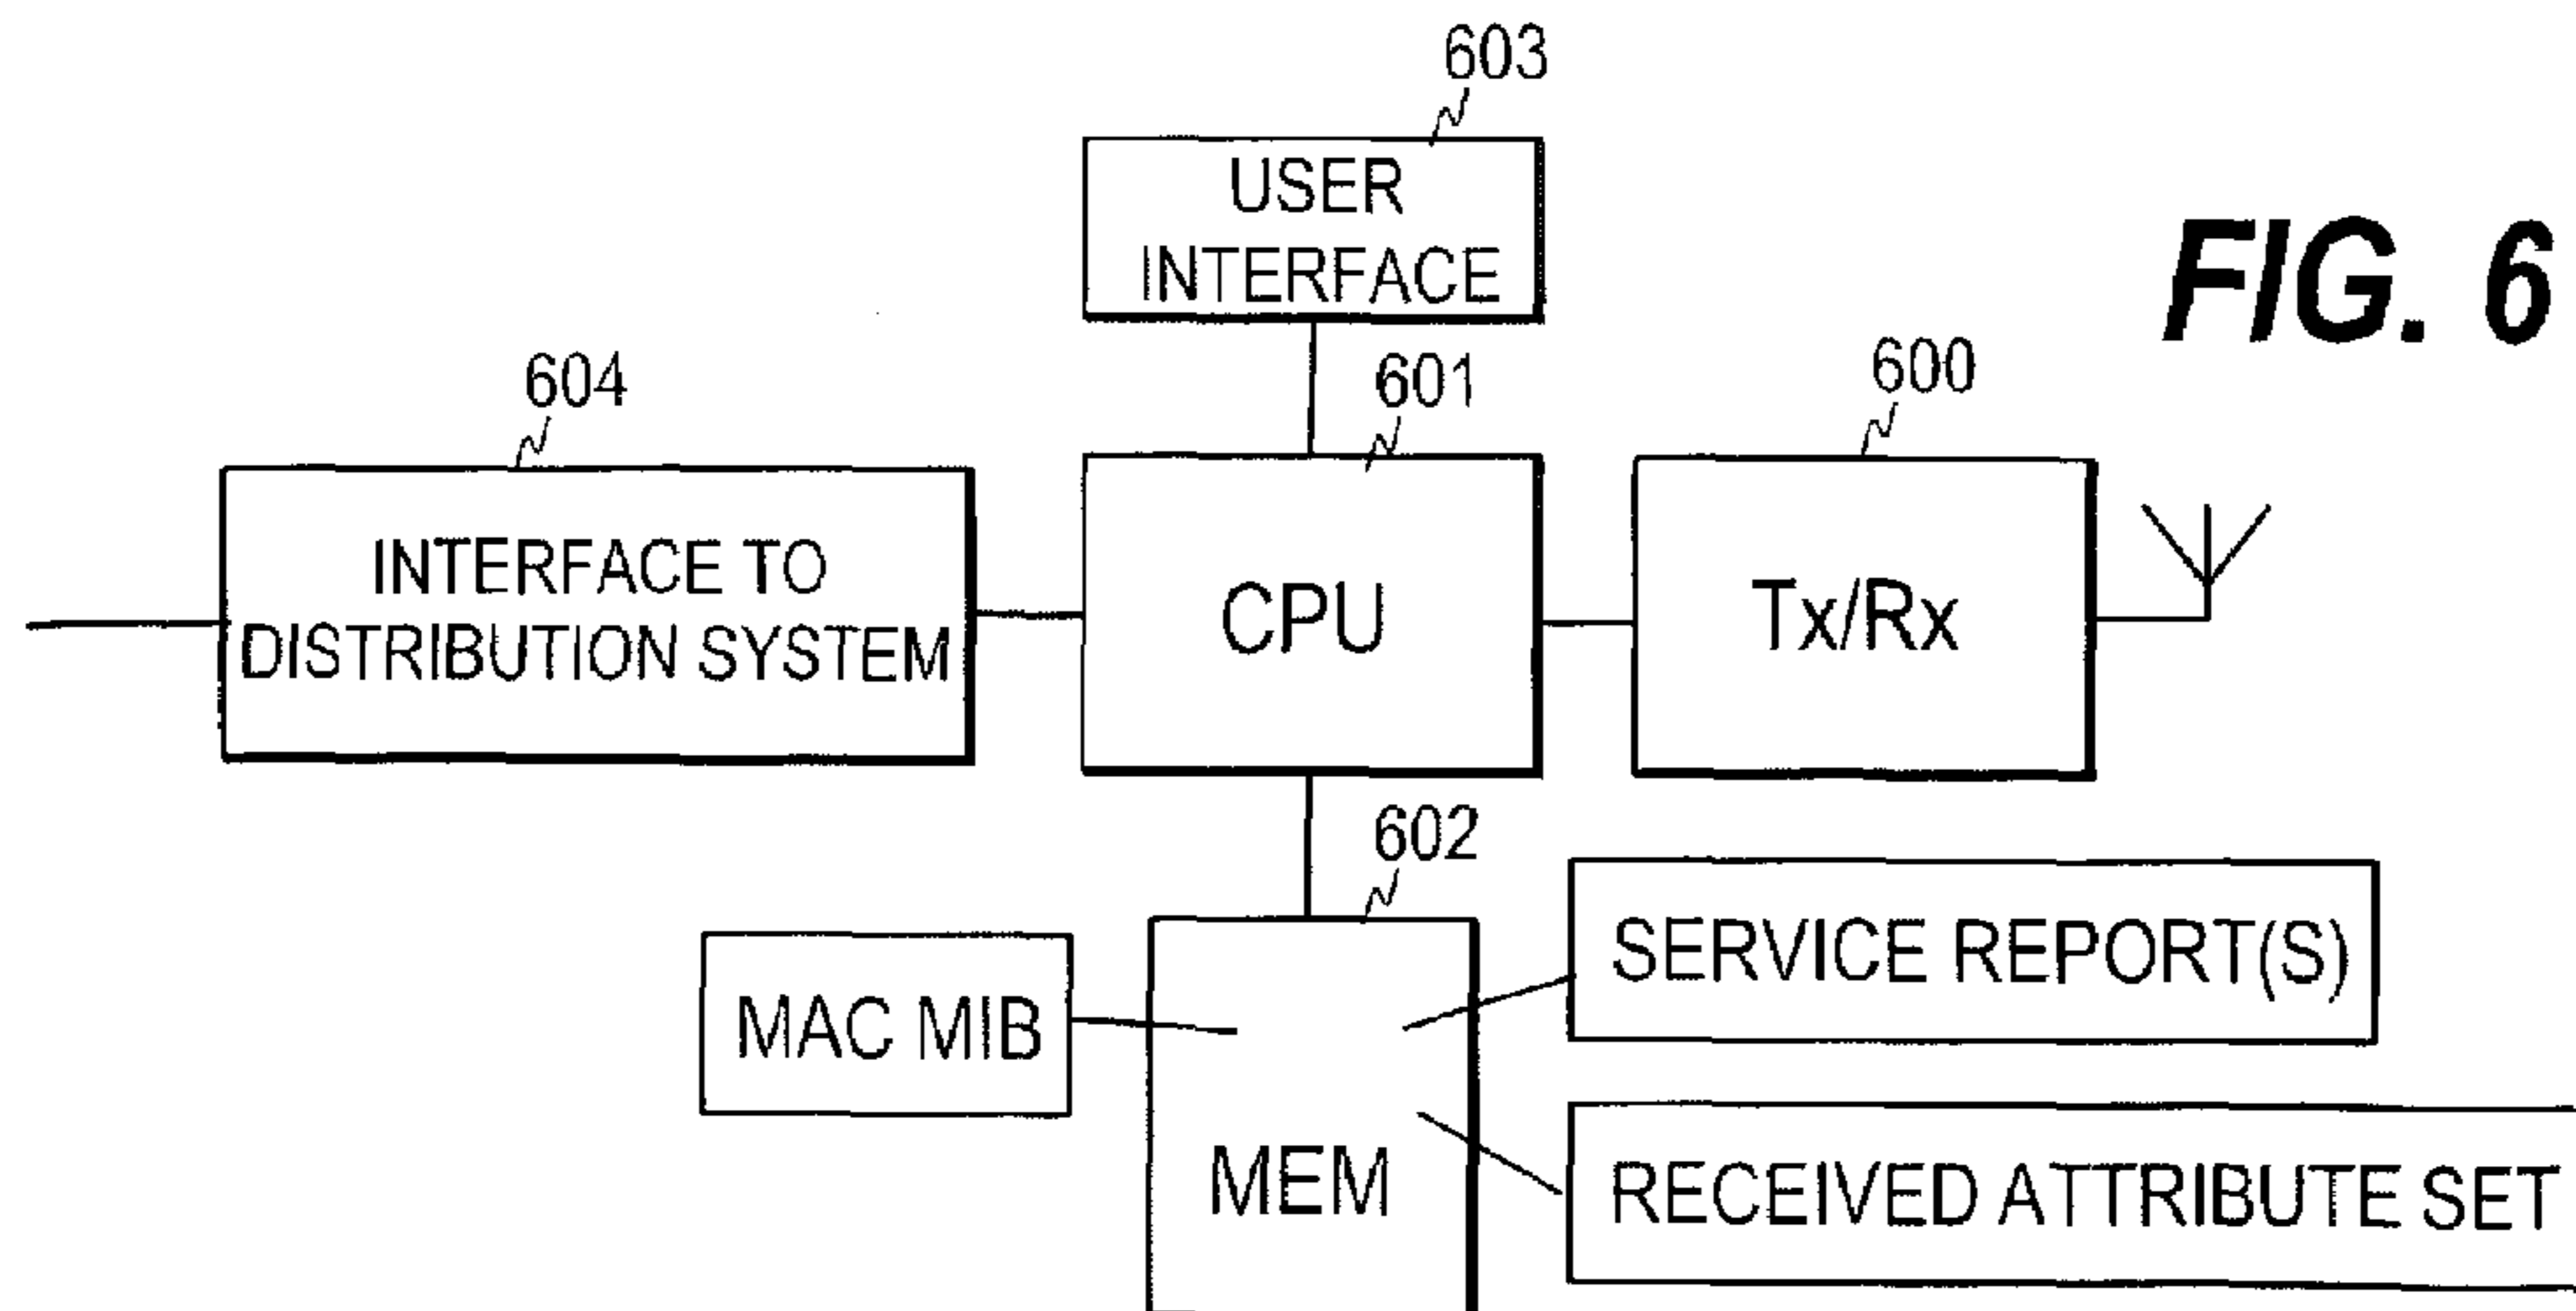 603
USER
INTERFACE
FIG. 6
604
601
600
INTERFACE TO
DISTRIBUTION SYSTEM
CPU
Tx/Rx
602
MAC MIB
MEM
SERVICE REPORT(S)
RECEIVED ATTRIBUTE SET